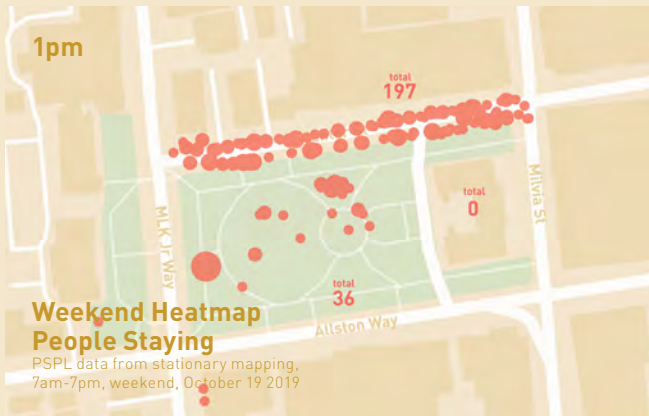 1pm
total
197
Milvia St
total
0
MLK Jr Way
total
36
Allston Way
Weekend Heatmap
People Staying
PSPL data from stationary mapping,
7am-7pm, weekend, October 19 2019